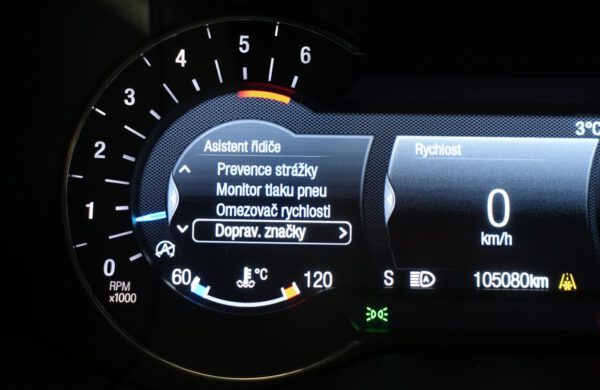 6
5
4
3
2
1
0
RPM
x1000
Asistent řidiče
Prevence strážky
Monitor tlaku pneu
Omezovač rychlosti
Doprav. značky
60
°C
120
3°C
Rychlost
0
km/h
S
A
105080km